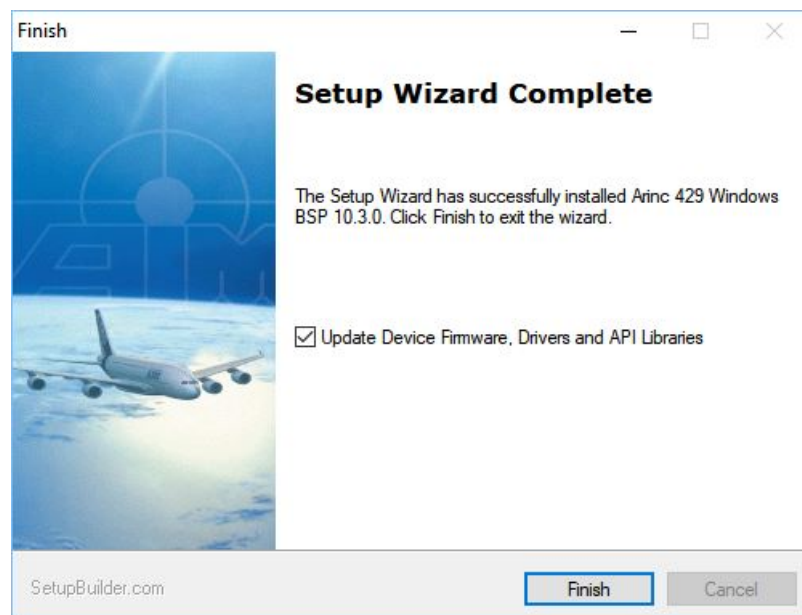 Finish
Setup Wizard Complete
The Setup Wizard has successfully installed Arinc 429 Windows
BSP 10.3.0. Click Finish to exit the wizard.
AIM
Update Device Firmware, Drivers and API Libraries
SetupBuilder.com
Finish
Cancel